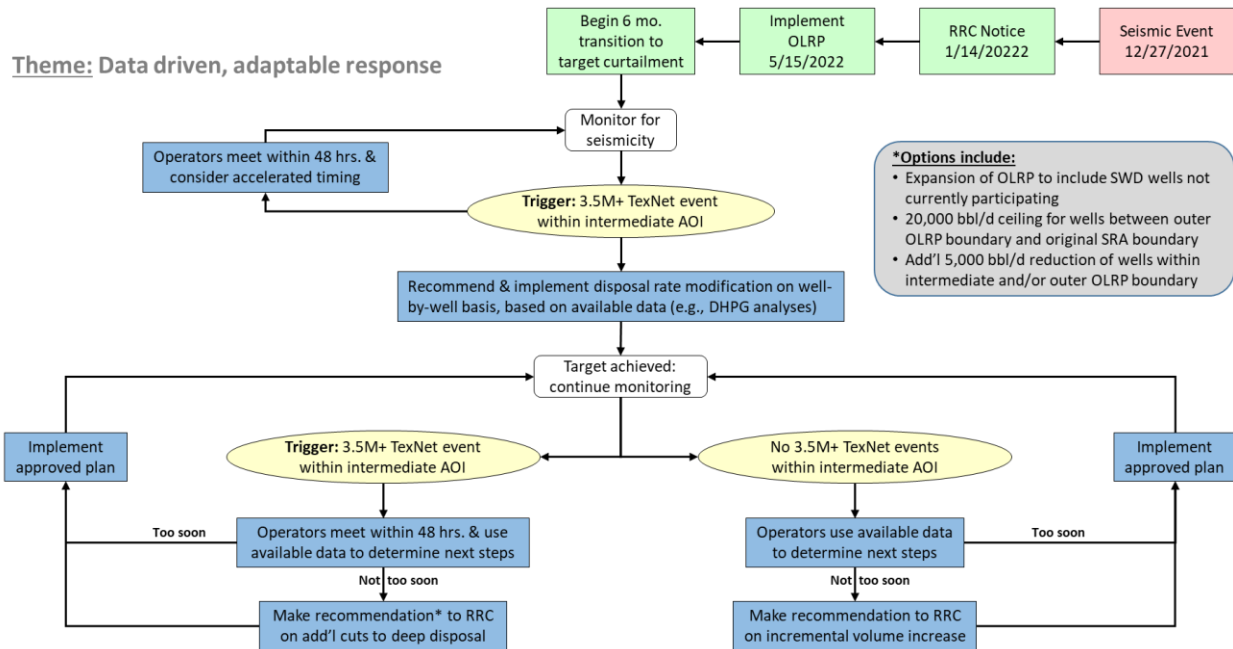 Theme: Data driven, adaptable response
Begin 6 mo.
transition to
target curtailment
Implement
OLRP
5/15/2022
RRC Notice
1/14/20222
Seismic Event
12/27/2021
Monitor for
seismicity
Operators meet within 48 hrs. &
consider accelerated timing
Trigger: 3.5M+ TexNet event
within intermediate AOI
*Options include:
• Expansion of OLRP to include SWD wells not
currently participating
• 20,000 bbl/d ceiling for wells between outer
OLRP boundary and original SRA boundary
• Add'l 5,000 bbl/d reduction of wells within
intermediate and/or outer OLRP boundary
Recommend & implement disposal rate modification on well-
by-well basis, based on available data (e.g., DHPG analyses)
Target achieved:
continue monitoring
Implement
approved plan
Trigger: 3.5M+ TexNet event
within intermediate AOI
No 3.5M+ TexNet events
within intermediate AOI
Implement
approved plan
Too soon
Operators meet within 48 hrs. & use
available data to determine next steps
Operators use available data
to determine next steps
Too soon
Not too soon
Not too soon
Make recommendation* to RRC
on add'l cuts to deep disposal
Make recommendation to RRC
on incremental volume increase